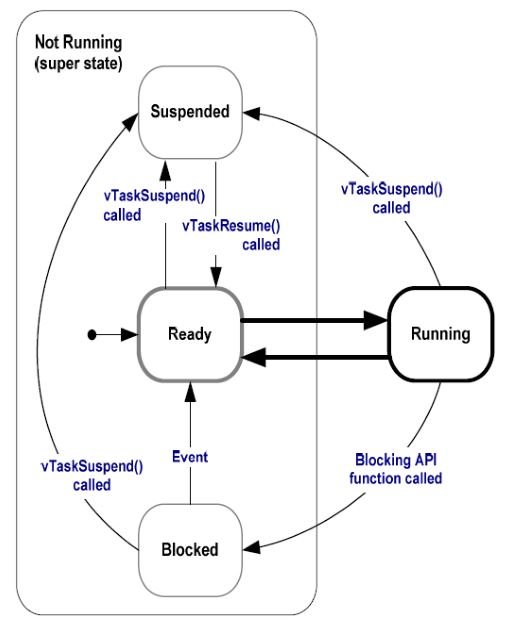 Not Running
(super state)
Suspended
vTaskSuspend()
called
vTaskResume()
called
vTaskSuspend()
called
Ready
Running
Event
vTaskSuspend()
called
Blocking API
function called
Blocked